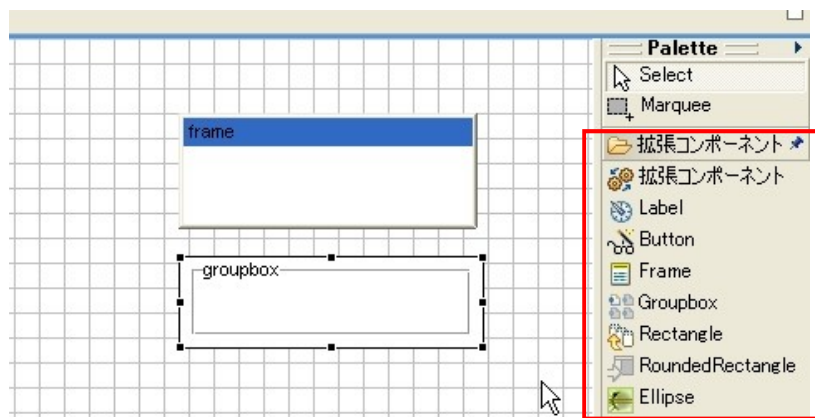 frame
groupbox
Palette
Select
Marquee
拡張コンポーネント
拡張コンポーネント
Label
Button
Frame
Groupbox
Rectangle
RoundedRectangle
Ellipse